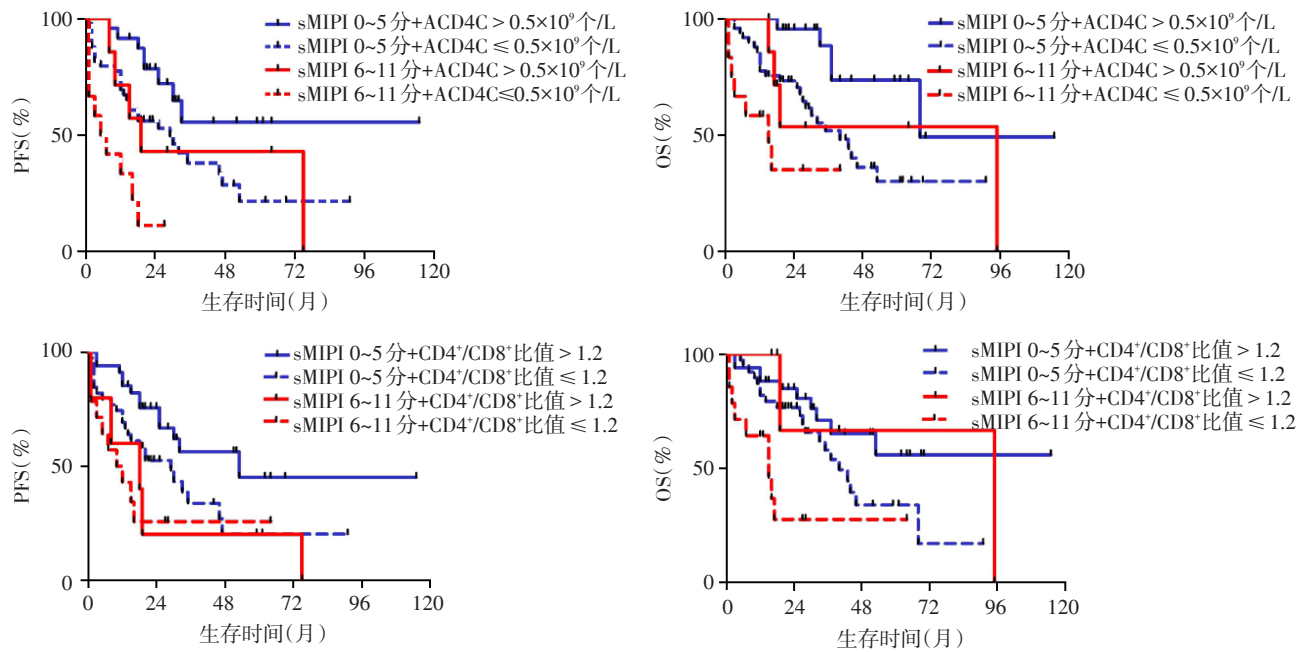 sMIPI 0~5分+ACD4C > 0.5×10⁹个/L
sMIPI 0~5分+ACD4C ≤ 0.5×10⁹个/L
sMIPI 6~11分+ACD4C > 0.5×10⁹个/L
sMIPI 6~11分+ACD4C≤0.5×10⁹个/L
PFS(%)
100
50
0
0 24 48 72 96 120
生存时间(月)
sMIPI 0~5分+ACD4C > 0.5×10⁹个/L
sMIPI 0~5分+ACD4C ≤ 0.5×10⁹个/L
sMIPI 6~11分+ACD4C > 0.5×10⁹个/L
sMIPI 6~11分+ACD4C ≤ 0.5×10⁹个/L
OS(%)
100
50
0
0 24 48 72 96 120
生存时间(月)
sMIPI 0~5分+CD4⁺/CD8⁺比值 > 1.2
sMIPI 0~5分+CD4⁺/CD8⁺比值 ≤ 1.2
sMIPI 6~11分+CD4⁺/CD8⁺比值 > 1.2
sMIPI 6~11分+CD4⁺/CD8⁺比值 ≤ 1.2
PFS(%)
100
50
0
0 24 48 72 96 120
生存时间(月)
sMIPI 0~5分+CD4⁺/CD8⁺比值 > 1.2
sMIPI 0~5分+CD4⁺/CD8⁺比值 ≤ 1.2
sMIPI 6~11分+CD4⁺/CD8⁺比值 > 1.2
sMIPI 6~11分+CD4⁺/CD8⁺比值 ≤ 1.2
OS(%)
100
50
0
0 24 48 72 96 120
生存时间(月)